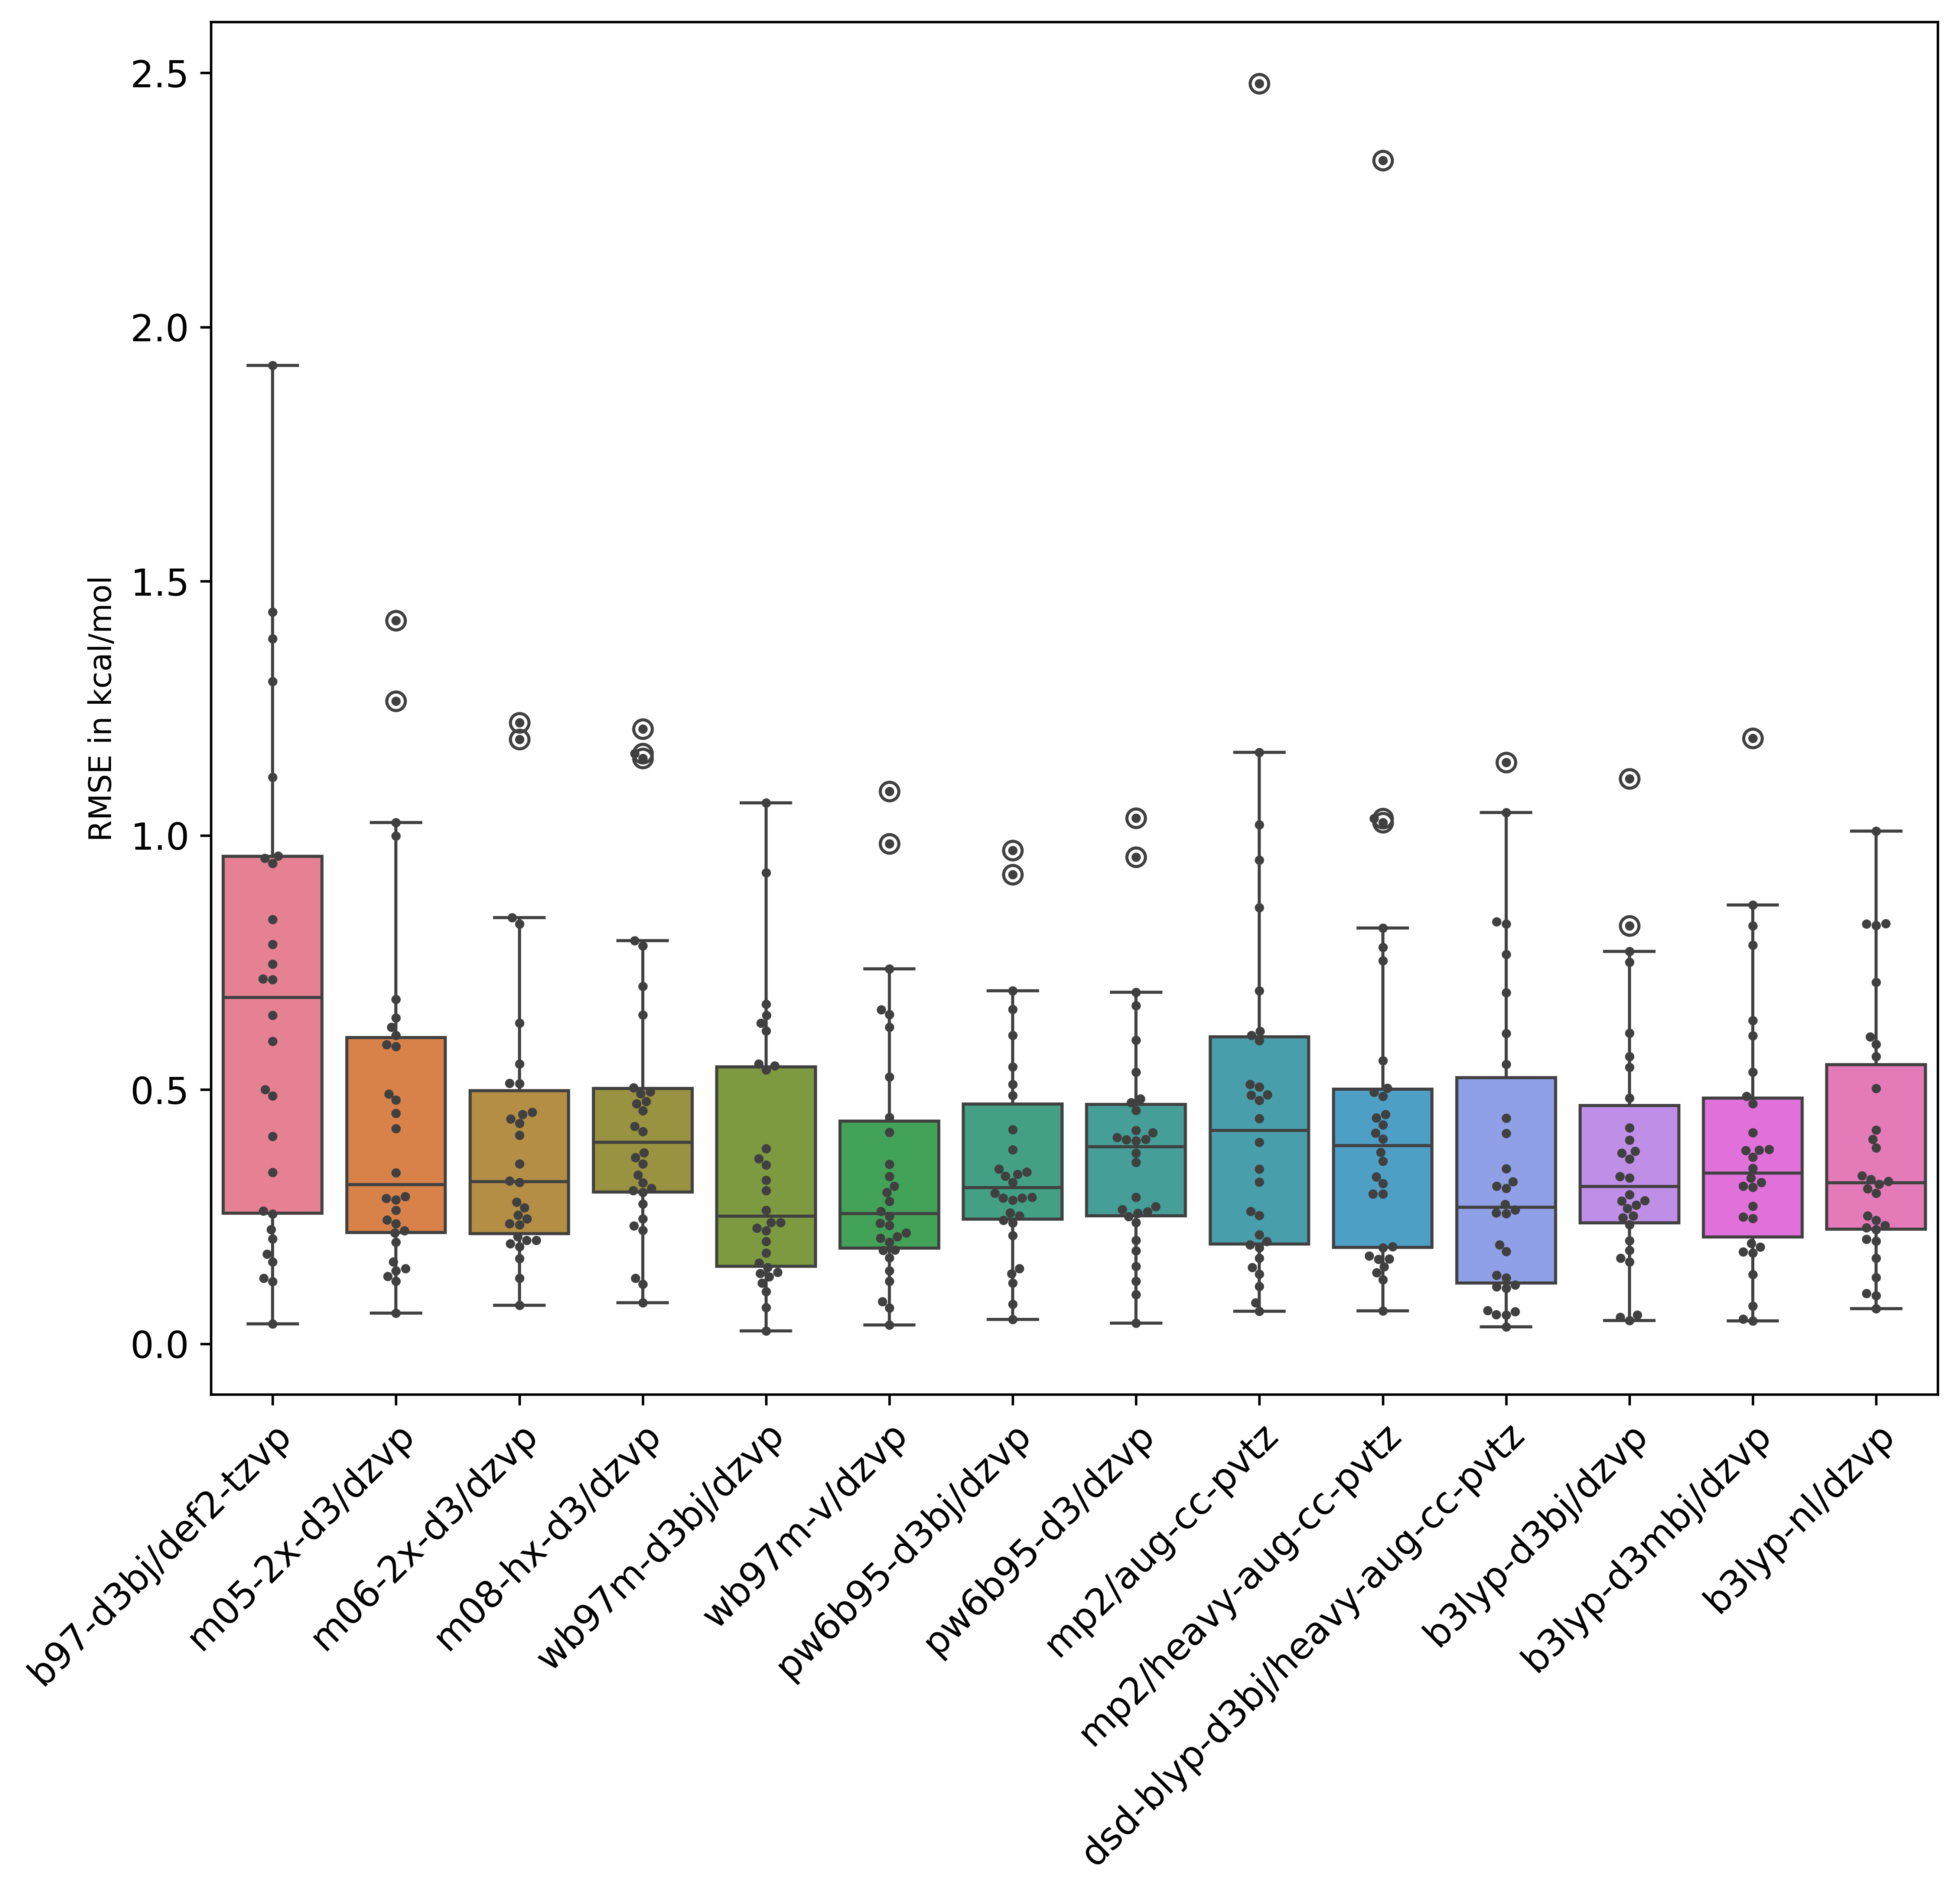 2.5
2.0
1.5
1.0
0.5
0.0
RMSE in kcal/mol
b97-d3bj/def2-tzvp
m05-2x-d3/dzvp
m06-2x-d3/dzvp
m08-hx-d3/dzvp
wb97m-d3bj/dzvp
wb97m-v/dzvp
pw6b95-d3bj/dzvp
pw6b95-d3/dzvp
mp2/aug-cc-pvtz
mp2/heavy-aug-cc-pvtz
dsd-blyp-d3bj/heavy-aug-cc-pvtz
b3lyp-d3bj/dzvp
b3lyp-d3mbj/dzvp
b3lyp-nl/dzvp